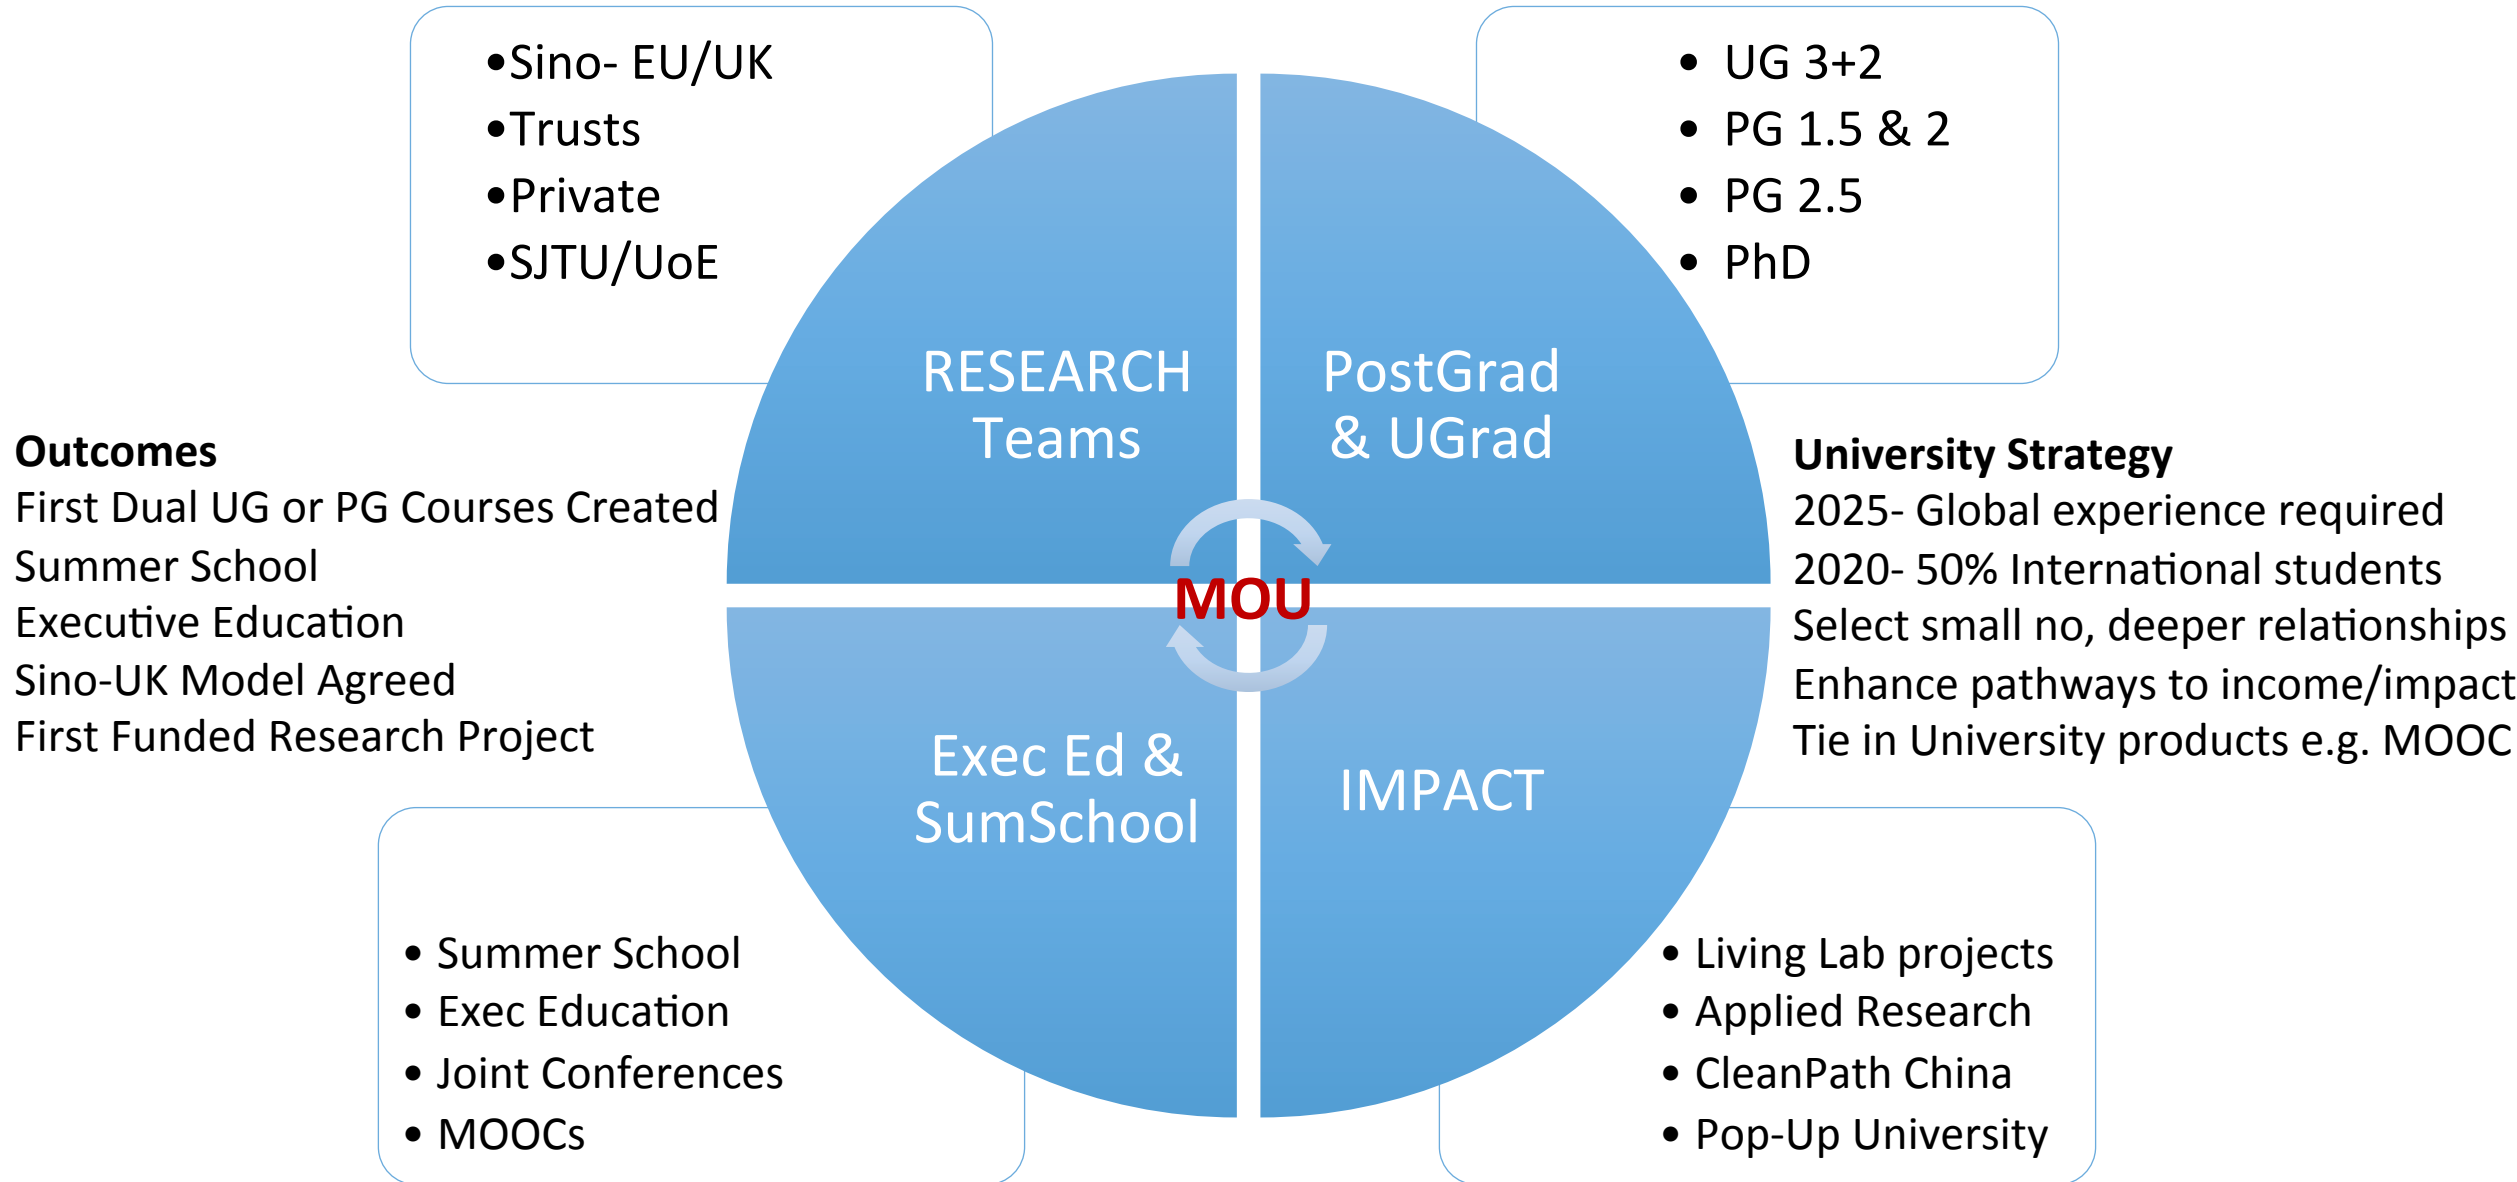 •Sino- EU/UK
•Trusts
•Private
•SJTU/UoE
• UG 3+2
• PG 1.5 & 2
• PG 2.5
• PhD
RESEARCH
Teams
PostGrad
& UGrad
Outcomes
First Dual UG or PG Courses Created
Summer School
Executive Education
Sino-UK Model Agreed
First Funded Research Project
MOU
University Strategy
2025- Global experience required
2020- 50% International students
Select small no, deeper relationships
Enhance pathways to income/impact
Tie in University products e.g. MOOC
Exec Ed &
SumSchool
IMPACT
• Summer School
• Exec Education
• Joint Conferences
• MOOCs
• Living Lab projects
• Applied Research
• CleanPath China
• Pop-Up University